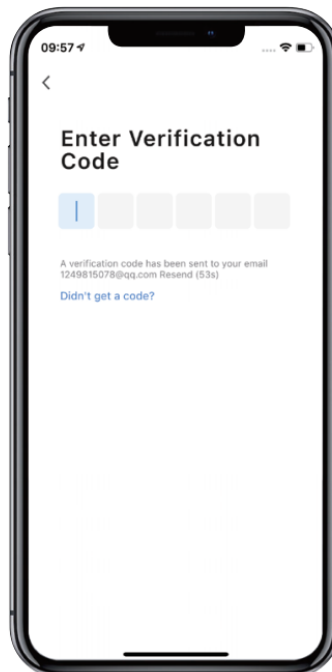 09:57
Enter Verification
Code
A verification code has been sent to your email
1249815078@qq.com Resend (53s)
Didn't get a code?